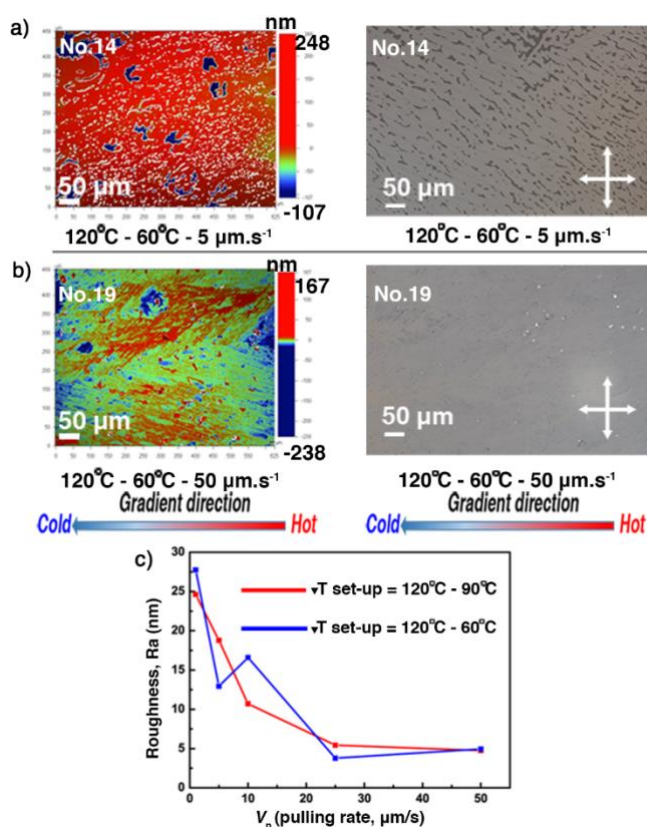 a)
nm
No.14
248
50 µm
-107
120°C - 60°C - 5 µm.s⁻¹
No.14
50 µm
120°C - 60°C - 5 µm.s⁻¹
b)
nm
No.19
167
50 µm
-238
120°C - 60°C - 50 µm.s⁻¹
Gradient direction
Cold Hot
No.19
50 µm
120°C - 60°C - 50 µm.s⁻¹
Gradient direction
Cold Hot
c)
30
25
20
15
10
5
0
Roughness, Ra (nm)
▾T set-up = 120°C - 90°C
▾T set-up = 120°C - 60°C
0 10 20 30 40 50
(pulling rate, µm/s)